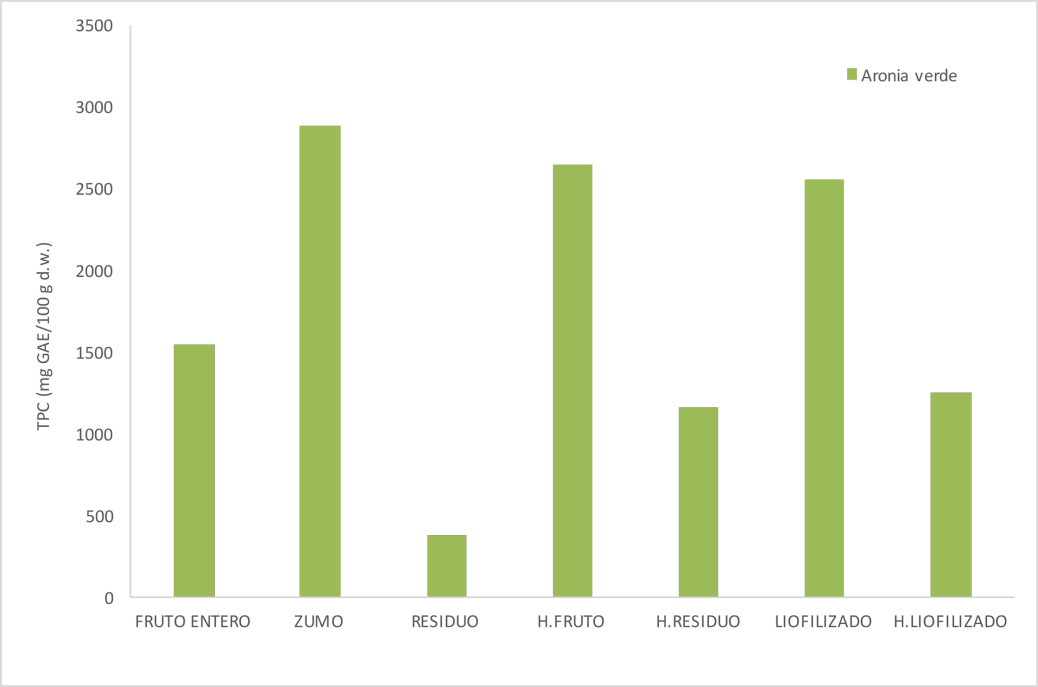 3500
Aronia verde
3000
2500
2000
1500
1000
500
0
TPC (mg GAE/100 g d.w.)
FRUTO ENTERO ZUMO RESIDUO H.FRUTO H.RESIDUO LIOFILIZADO H.LIOFILIZADO